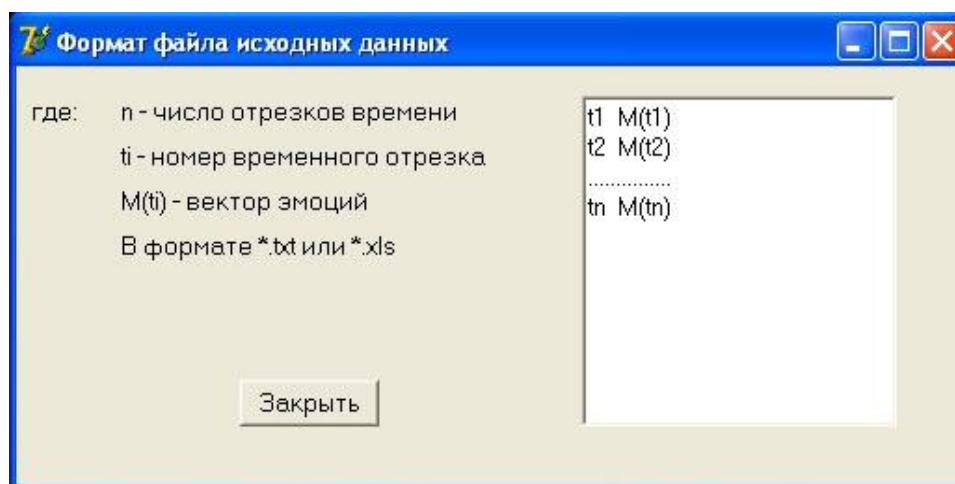 Формат файла исходных данных
где: n - число отрезков времени
ti - номер временного отрезка
M(ti) - вектор эмоций
В формате *.txt или *.xls
t1 M(t1)
t2 M(t2)
..............
tn M(tn)
Закрыть